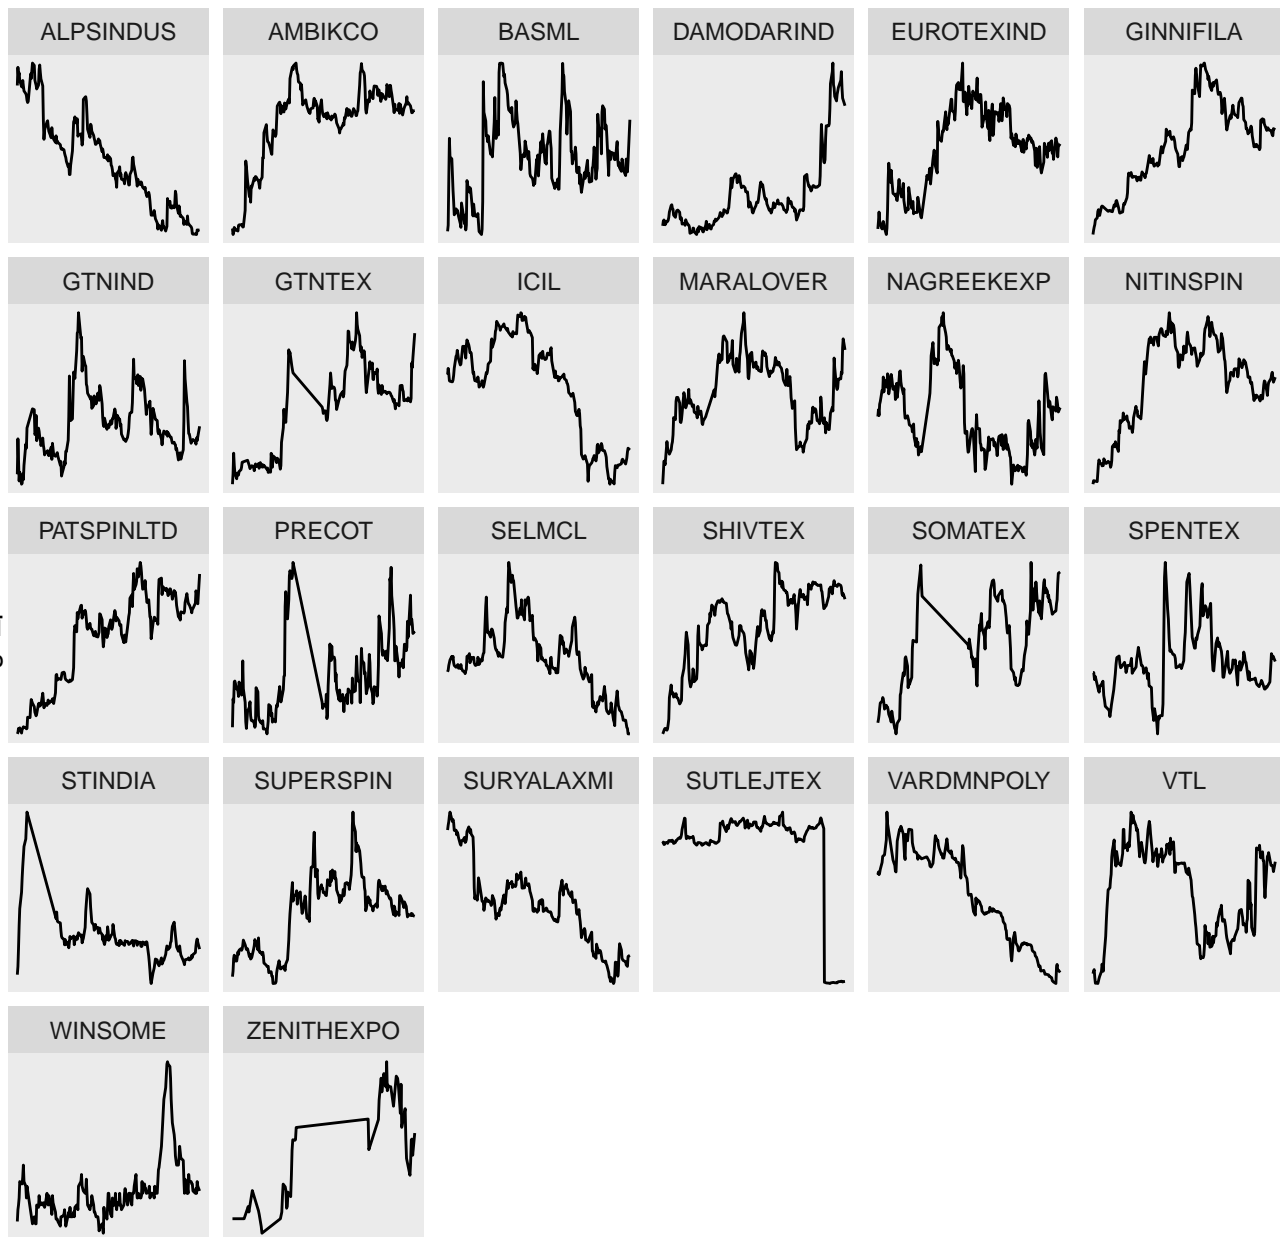 ALPSINDUS AMBIKCO BASML DAMODARIND EUROTEXIND GINNIFILA
GTNIND GTNTEX ICIL MARALOVER NAGREEKEXP NITINSPIN
PATSPINLTD PRECOT SELMCL SHIVTEX SOMATEX SPENTEX
STINDIA SUPERSPIN SURYALAXMI SUTLEJTEX VARDMNPOLY VTL
WINSOME ZENITHEXPO